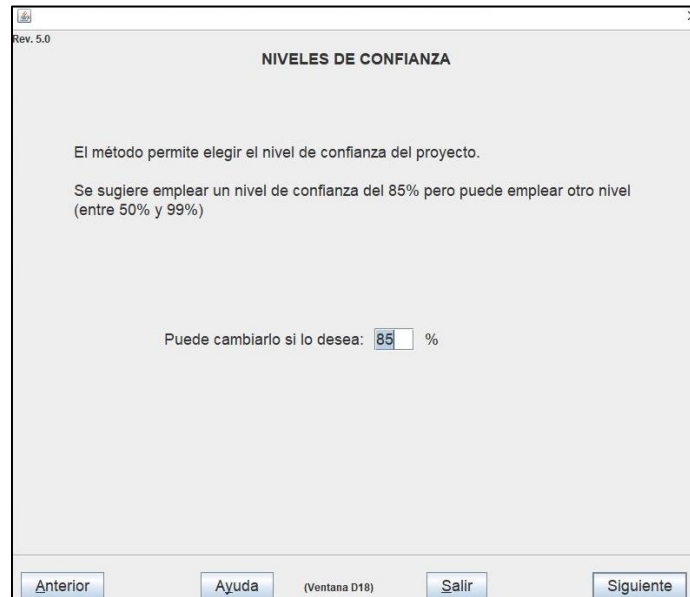 Rev. 5.0
NIVELES DE CONFIANZA
El método permite elegir el nivel de confianza del proyecto.
Se sugiere emplear un nivel de confianza del 85% pero puede emplear otro nivel
(entre 50% y 99%)
Puede cambiarlo si lo desea: 85 %
Anterior Ayuda (Ventana D18) Salir Siguiente